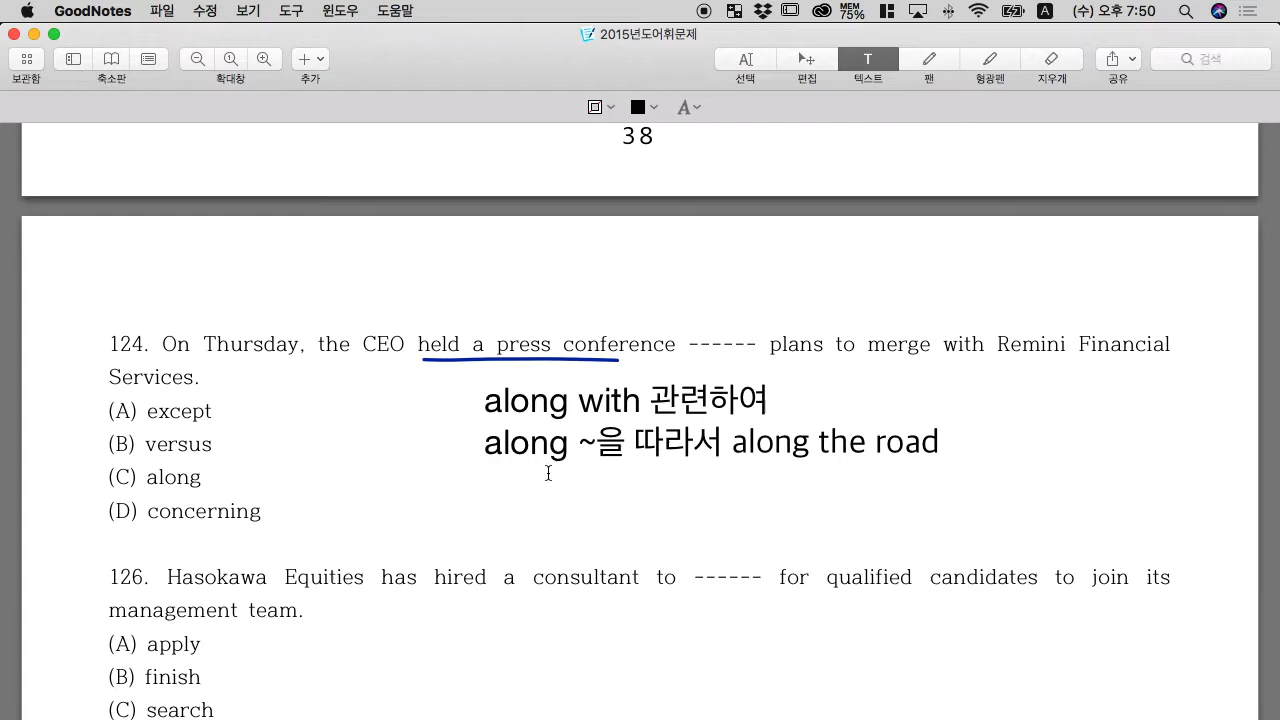 GoodNotes 파일 수정 보기 도구 윈도우 도움말 MEM 75% A (수) 오후 7:50
2015년도어휘문제
보관함 축소판 확대창 추가 선택 편집 텍스트 펜 형광펜 지우개 공유 검색
38
124. On Thursday, the CEO held a press conference ------ plans to merge with Remini Financial
Services.
(A) except
along with 관련하여
(B) versus
along ~을 따라서 along the road
(C) along
(D) concerning
126. Hasokawa Equities has hired a consultant to ------ for qualified candidates to join its
management team.
(A) apply
(B) finish
(C) search